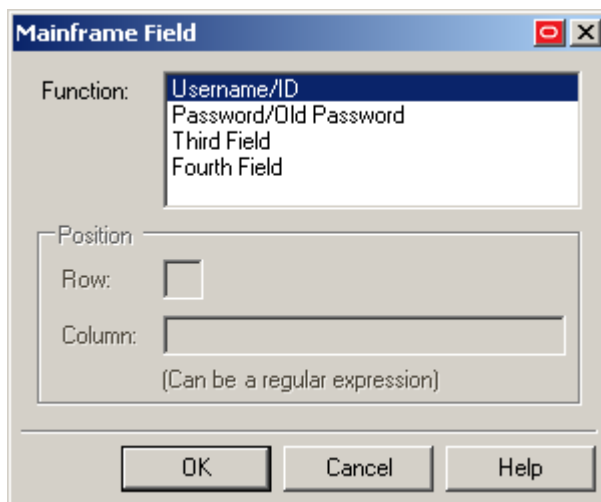 Mainframe Field
Function:
Username/ID
Password/Old Password
Third Field
Fourth Field
Position
Row:
Column:
(Can be a regular expression)
OK
Cancel
Help